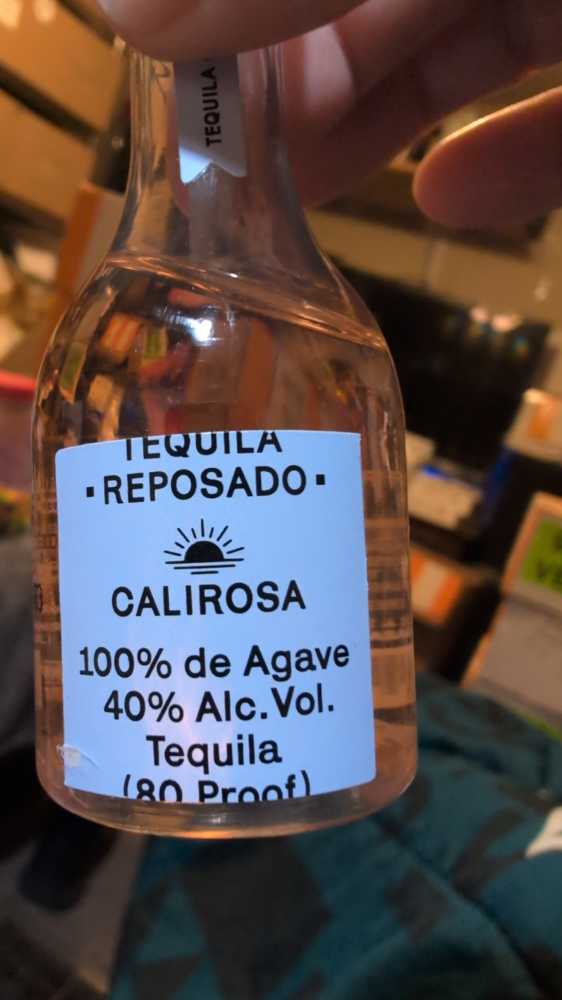 TEQUILA
TEQUILA
▪REPOSADO▪
CALIROSA
100% de Agave
40% Alc.Vol.
Tequila
(80 Proof)